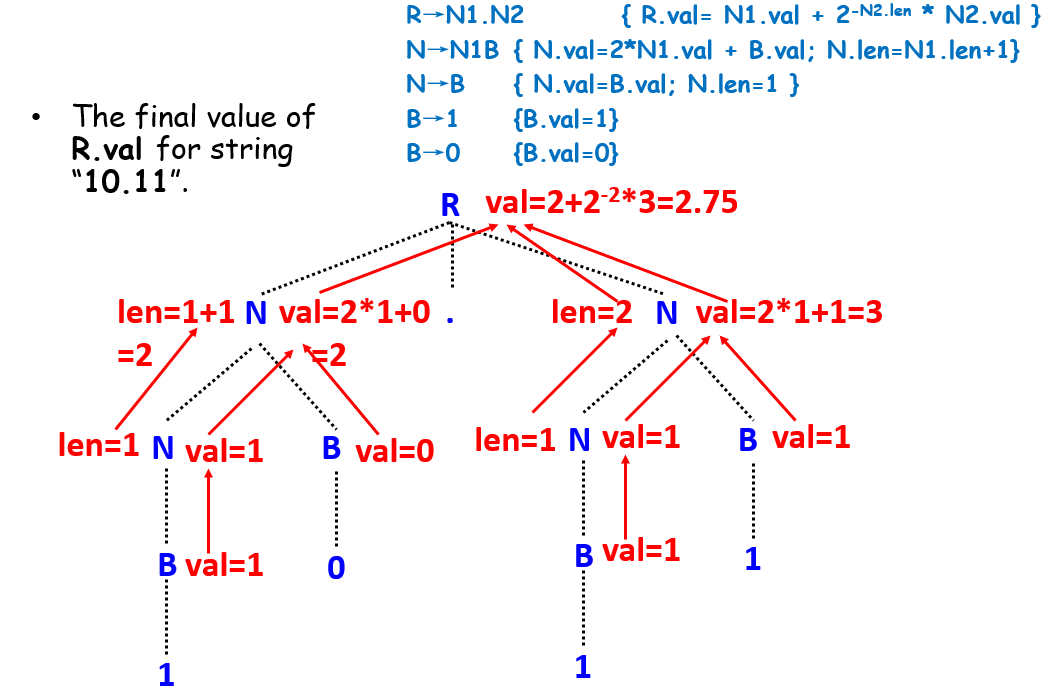 R→N1.N2 { R.val= N1.val + 2-N2.len * N2.val }
N→N1B { N.val=2*N1.val + B.val; N.len=N1.len+1}
N→B { N.val=B.val; N.len=1 }
B→1 {B.val=1}
B→0 {B.val=0}
• The final value of
R.val for string
“10.11”.
R val=2+2-2*3=2.75
len=1+1 N val=2*1+0 . len=2 N val=2*1+1=3
=2 =2
len=1 N val=1 B val=0 len=1 N val=1 B val=1
B val=1 0 B val=1 1
1 1